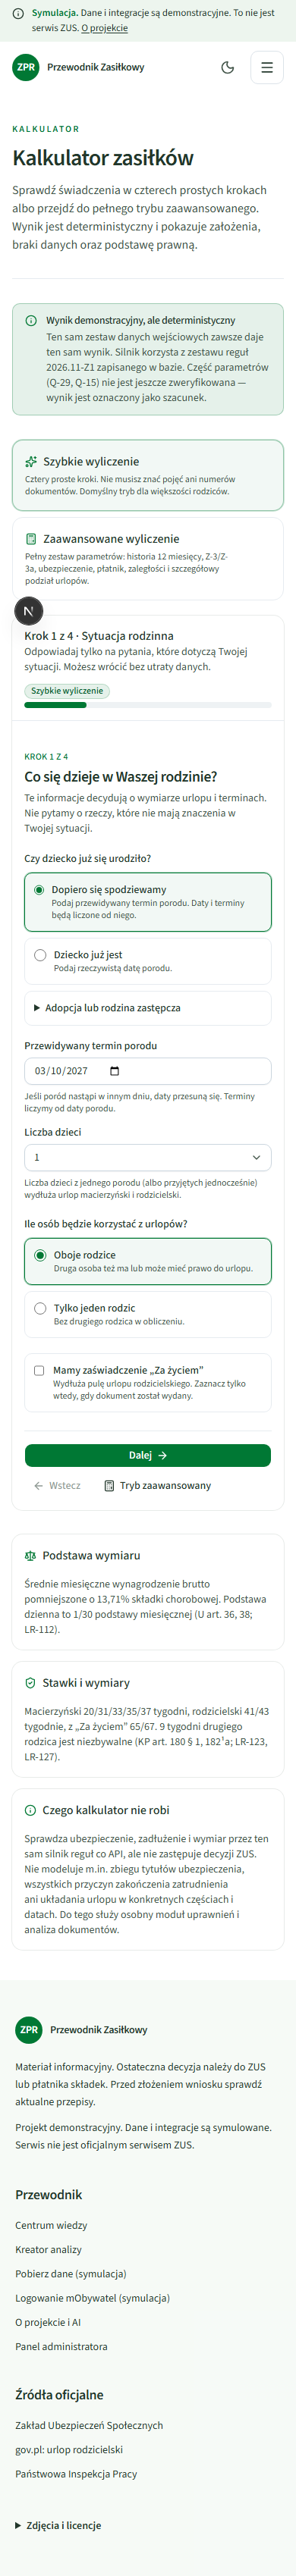 Symulacja. Dane i integracje są demonstracyjne. To nie jest
serwis ZUS. O projekcie
ZPR
Przewodnik Zasiłkowy
KALKULATOR
Kalkulator zasiłków
Sprawdź świadczenia w czterech prostych krokach
albo przejdź do pełnego trybu zaawansowanego.
Wynik jest deterministyczny i pokazuje założenia,
braki danych oraz podstawę prawną.
Wynik demonstracyjny, ale deterministyczny
Ten sam zestaw danych wejściowych zawsze daje
ten sam wynik. Silnik korzysta z zestawu reguł
2026.11-Z1 zapisanego w bazie. Część parametrów
(Q-29, Q-15) nie jest jeszcze zweryfikowana —
wynik jest oznaczony jako szacunek.
Szybkie wyliczenie
Cztery proste kroki. Nie musisz znać pojęć ani numerów
dokumentów. Domyślny tryb dla większości rodziców.
Zaawansowane wyliczenie
Pełny zestaw parametrów: historia 12 miesięcy, Z-3/Z-
3a, ubezpieczenie, płatnik, zaległości i szczegółowy
podział urlopów.
N
Krok 1 z 4 · Sytuacja rodzinna
Odpowiadaj tylko na pytania, które dotyczą Twojej
sytuacji. Możesz wrócić bez utraty danych.
Szybkie wyliczenie
KROK 1 Z 4
Co się dzieje w Waszej rodzinie?
Te informacje decydują o wymiarze urlopu i terminach.
Nie pytamy o rzeczy, które nie mają znaczenia w
Twojej sytuacji.
Czy dziecko już się urodziło?
Dopiero się spodziewamy
Podaj przewidywany termin porodu. Daty i terminy
będą liczone od niego.
Dziecko już jest
Podaj rzeczywistą datę porodu.
Adopcja lub rodzina zastępcza
Przewidywany termin porodu
03/10/2027
Jeśli poród nastąpi w innym dniu, daty przesuną się. Terminy
liczymy od daty porodu.
Liczba dzieci
1
Liczba dzieci z jednego porodu (albo przyjętych jednocześnie)
wydłuża urlop macierzyński i rodzicielski.
Ile osób będzie korzystać z urlopów?
Oboje rodzice
Druga osoba też ma lub może mieć prawo do urlopu.
Tylko jeden rodzic
Bez drugiego rodzica w obliczeniu.
Mamy zaświadczenie „Za życiem”
Wydłuża pulę urlopu rodzicielskiego. Zaznacz tylko
wtedy, gdy dokument został wydany.
Dalej →
← Wstecz
Tryb zaawansowany
Podstawa wymiaru
Średnie miesięczne wynagrodzenie brutto
pomniejszone o 13,71% składki chorobowej. Podstawa
dzienna to 1/30 podstawy miesięcznej (U art. 36, 38;
LR-112).
Stawki i wymiary
Macierzyński 20/31/33/35/37 tygodni, rodzicielski 41/43
tygodnie, z „Za życiem” 65/67. 9 tygodni drugiego
rodzica jest niezbywalne (KP art. 180 § 1, 182¹a; LR-123,
LR-127).
Czego kalkulator nie robi
Sprawdza ubezpieczenie, zadłużenie i wymiar przez ten
sam silnik reguł co API, ale nie zastępuje decyzji ZUS.
Nie modeluje m.in. zbiegu tytułów ubezpieczenia,
wszystkich przyczyn zakończenia zatrudnienia
ani układania urlopu w konkretnych częściach i
datach. Do tego służy osobny moduł uprawnień i
analiza dokumentów.
ZPR
Przewodnik Zasiłkowy
Materiał informacyjny. Ostateczna decyzja należy do ZUS
lub płatnika składek. Przed złożeniem wniosku sprawdź
aktualne przepisy.
Projekt demonstracyjny. Dane i integracje są symulowane.
Serwis nie jest oficjalnym serwisem ZUS.
Przewodnik
Centrum wiedzy
Kreator analizy
Pobierz dane (symulacja)
Logowanie mObywatel (symulacja)
O projekcie i AI
Panel administratora
Źródła oficjalne
Zakład Ubezpieczeń Społecznych
gov.pl: urlop rodzicielski
Państwowa Inspekcja Pracy
Zdjęcia i licencje